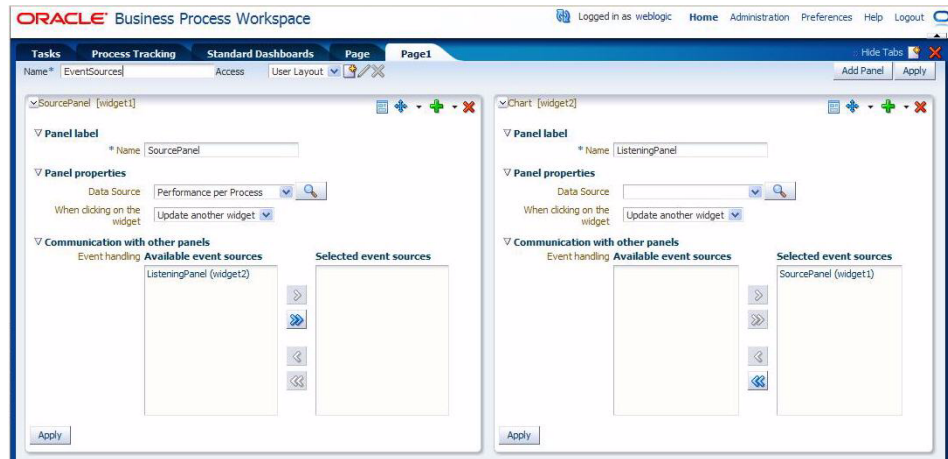 ORACLE Business Process Workspace
Logged in as weblogic Home Administration Preferences Help Logout
Tasks Process Tracking Standard Dashboards Page Page1 Hide Tabs
Name* EventSources Access User Layout Add Panel Apply
SourcePanel [widget1]
Panel label
* Name SourcePanel
Panel properties
Data Source Performance per Process
When clicking on the widget Update another widget
Communication with other panels
Event handling Available event sources Selected event sources
ListeningPanel (widget2)
Apply
Chart [widget2]
Panel label
* Name ListeningPanel
Panel properties
Data Source
When clicking on the widget Update another widget
Communication with other panels
Event handling Available event sources Selected event sources
SourcePanel (widget1)
Apply